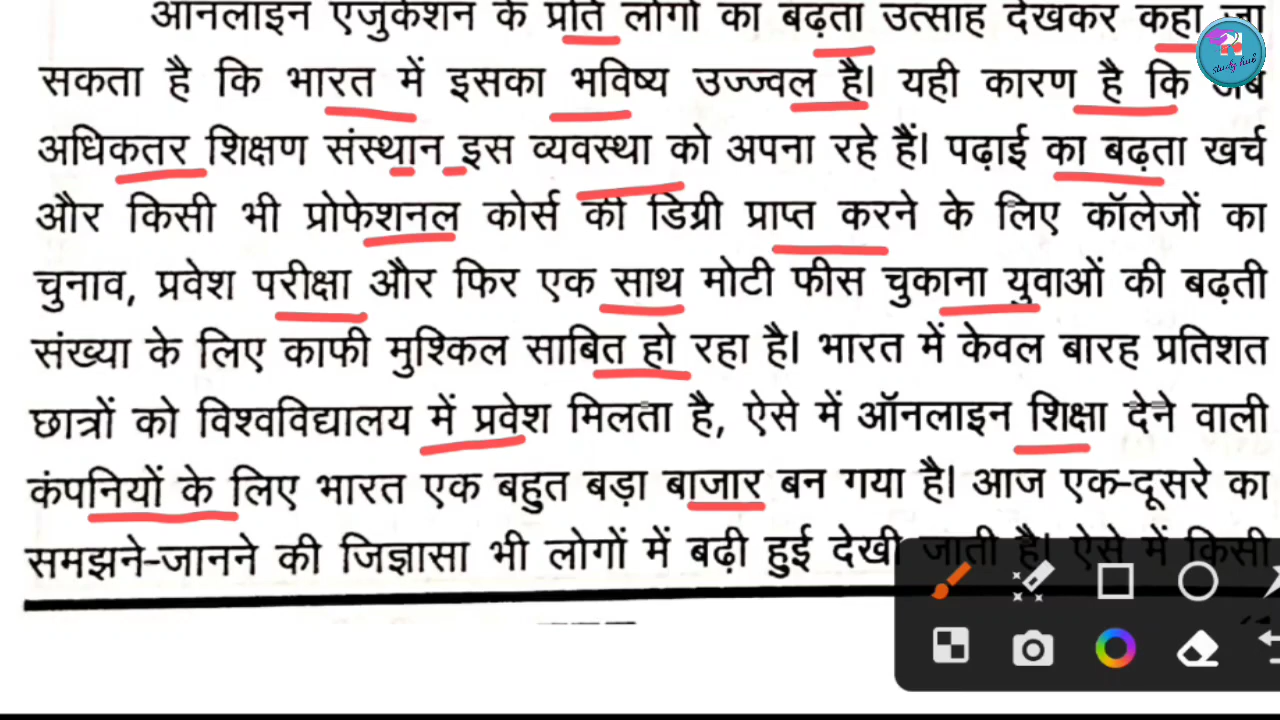 ऑनलाइन एजुकेशन के प्रति लोगों का बढ़ता उत्साह देखकर कहा जा
सकता है कि भारत में इसका भविष्य उज्ज्वल है। यही कारण है कि अब
अधिकतर शिक्षण संस्थान इस व्यवस्था को अपना रहे हैं। पढ़ाई का बढ़ता खर्च
और किसी भी प्रोफेशनल कोर्स की डिग्री प्राप्त करने के लिए कॉलेजों का
चुनाव, प्रवेश परीक्षा और फिर एक साथ मोटी फीस चुकाना युवाओं की बढ़ती
संख्या के लिए काफी मुश्किल साबित हो रहा है। भारत में केवल बारह प्रतिशत
छात्रों को विश्वविद्यालय में प्रवेश मिलता है, ऐसे में ऑनलाइन शिक्षा देने वाली
कंपनियों के लिए भारत एक बहुत बड़ा बाजार बन गया है। आज एक-दूसरे का
समझने-जानने की जिज्ञासा भी लोगों में बढ़ी हुई देखी जाती है। ऐसे में किसी
study hub